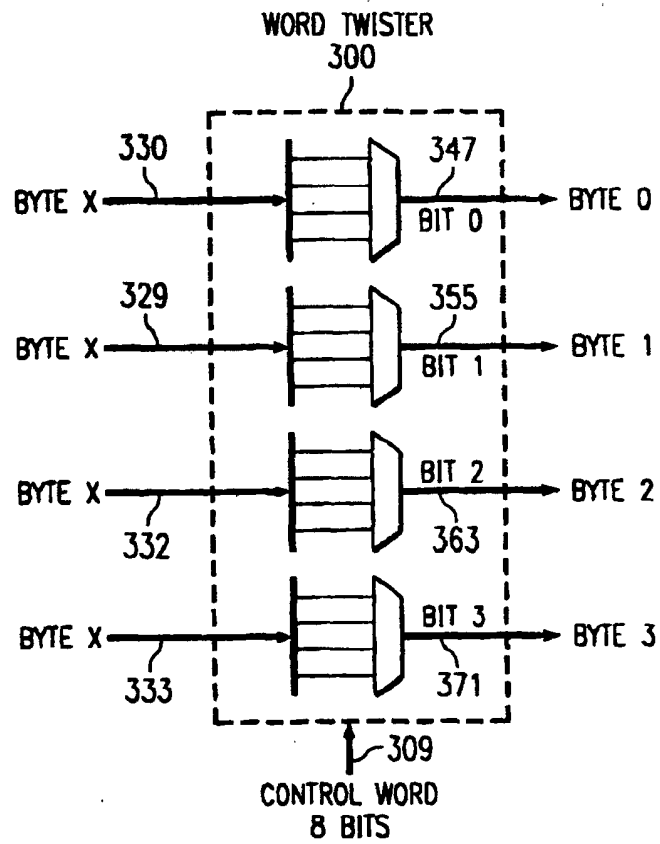 WORD TWISTER
300
330
347
BYTE X
BIT 0
BYTE 0
329
355
BYTE X
BIT 1
BYTE 1
BYTE X
BIT 2
BYTE 2
332
363
BYTE X
BIT 3
BYTE 3
333
371
309
CONTROL WORD
8 BITS